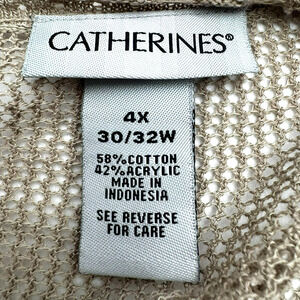 CATHERINES®
4X
30/32W
58%COTTON
42%ACRYLIC
MADE IN
INDONESIA
SEE REVERSE
FOR CARE